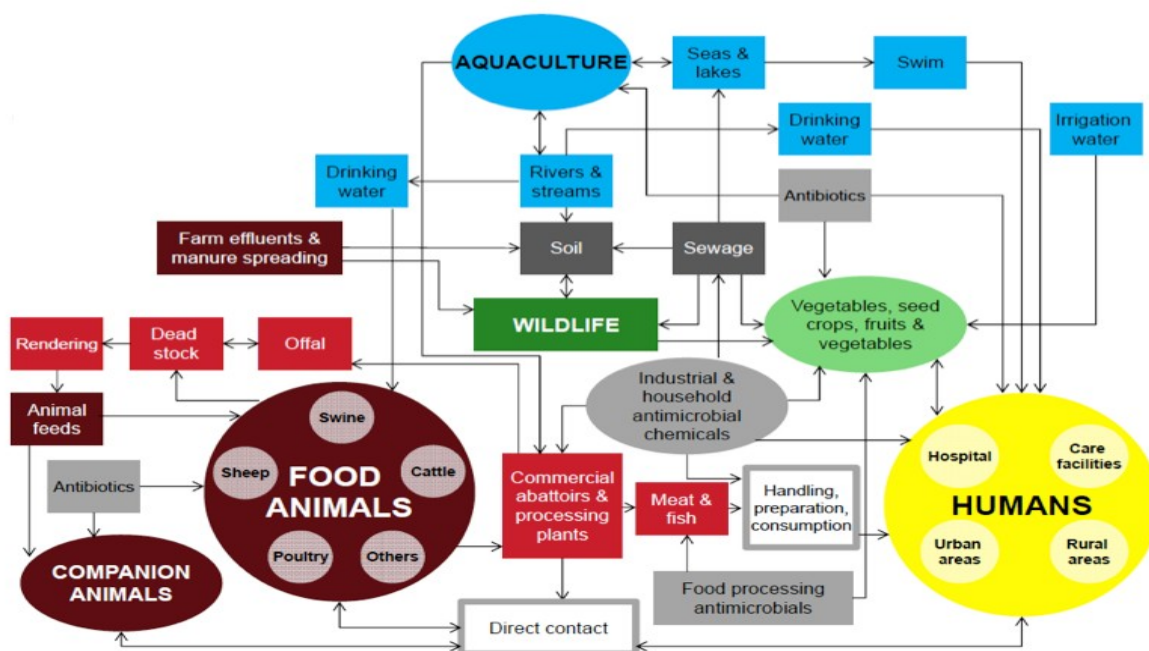 AQUACULTURE
Seas &
lakes
Swim
Drinking
water
Irrigation
water
Drinking
water
Rivers &
streams
Antibiotics
Farm effluents &
manure spreading
Soil
Sewage
WILDLIFE
Vegetables, seed
crops, fruits &
vegetables
Rendering
Dead
stock
Offal
Industrial &
household
antimicrobial
chemicals
Animal
feeds
Swine
Sheep
Cattle
FOOD
ANIMALS
Poultry
Others
Antibiotics
COMPANION
ANIMALS
Commercial
abattoirs &
processing
plants
Meat &
fish
Handling,
preparation,
consumption
Hospital
Care
facilities
HUMANS
Urban
areas
Rural
areas
Food processing
antimicrobials
Direct contact